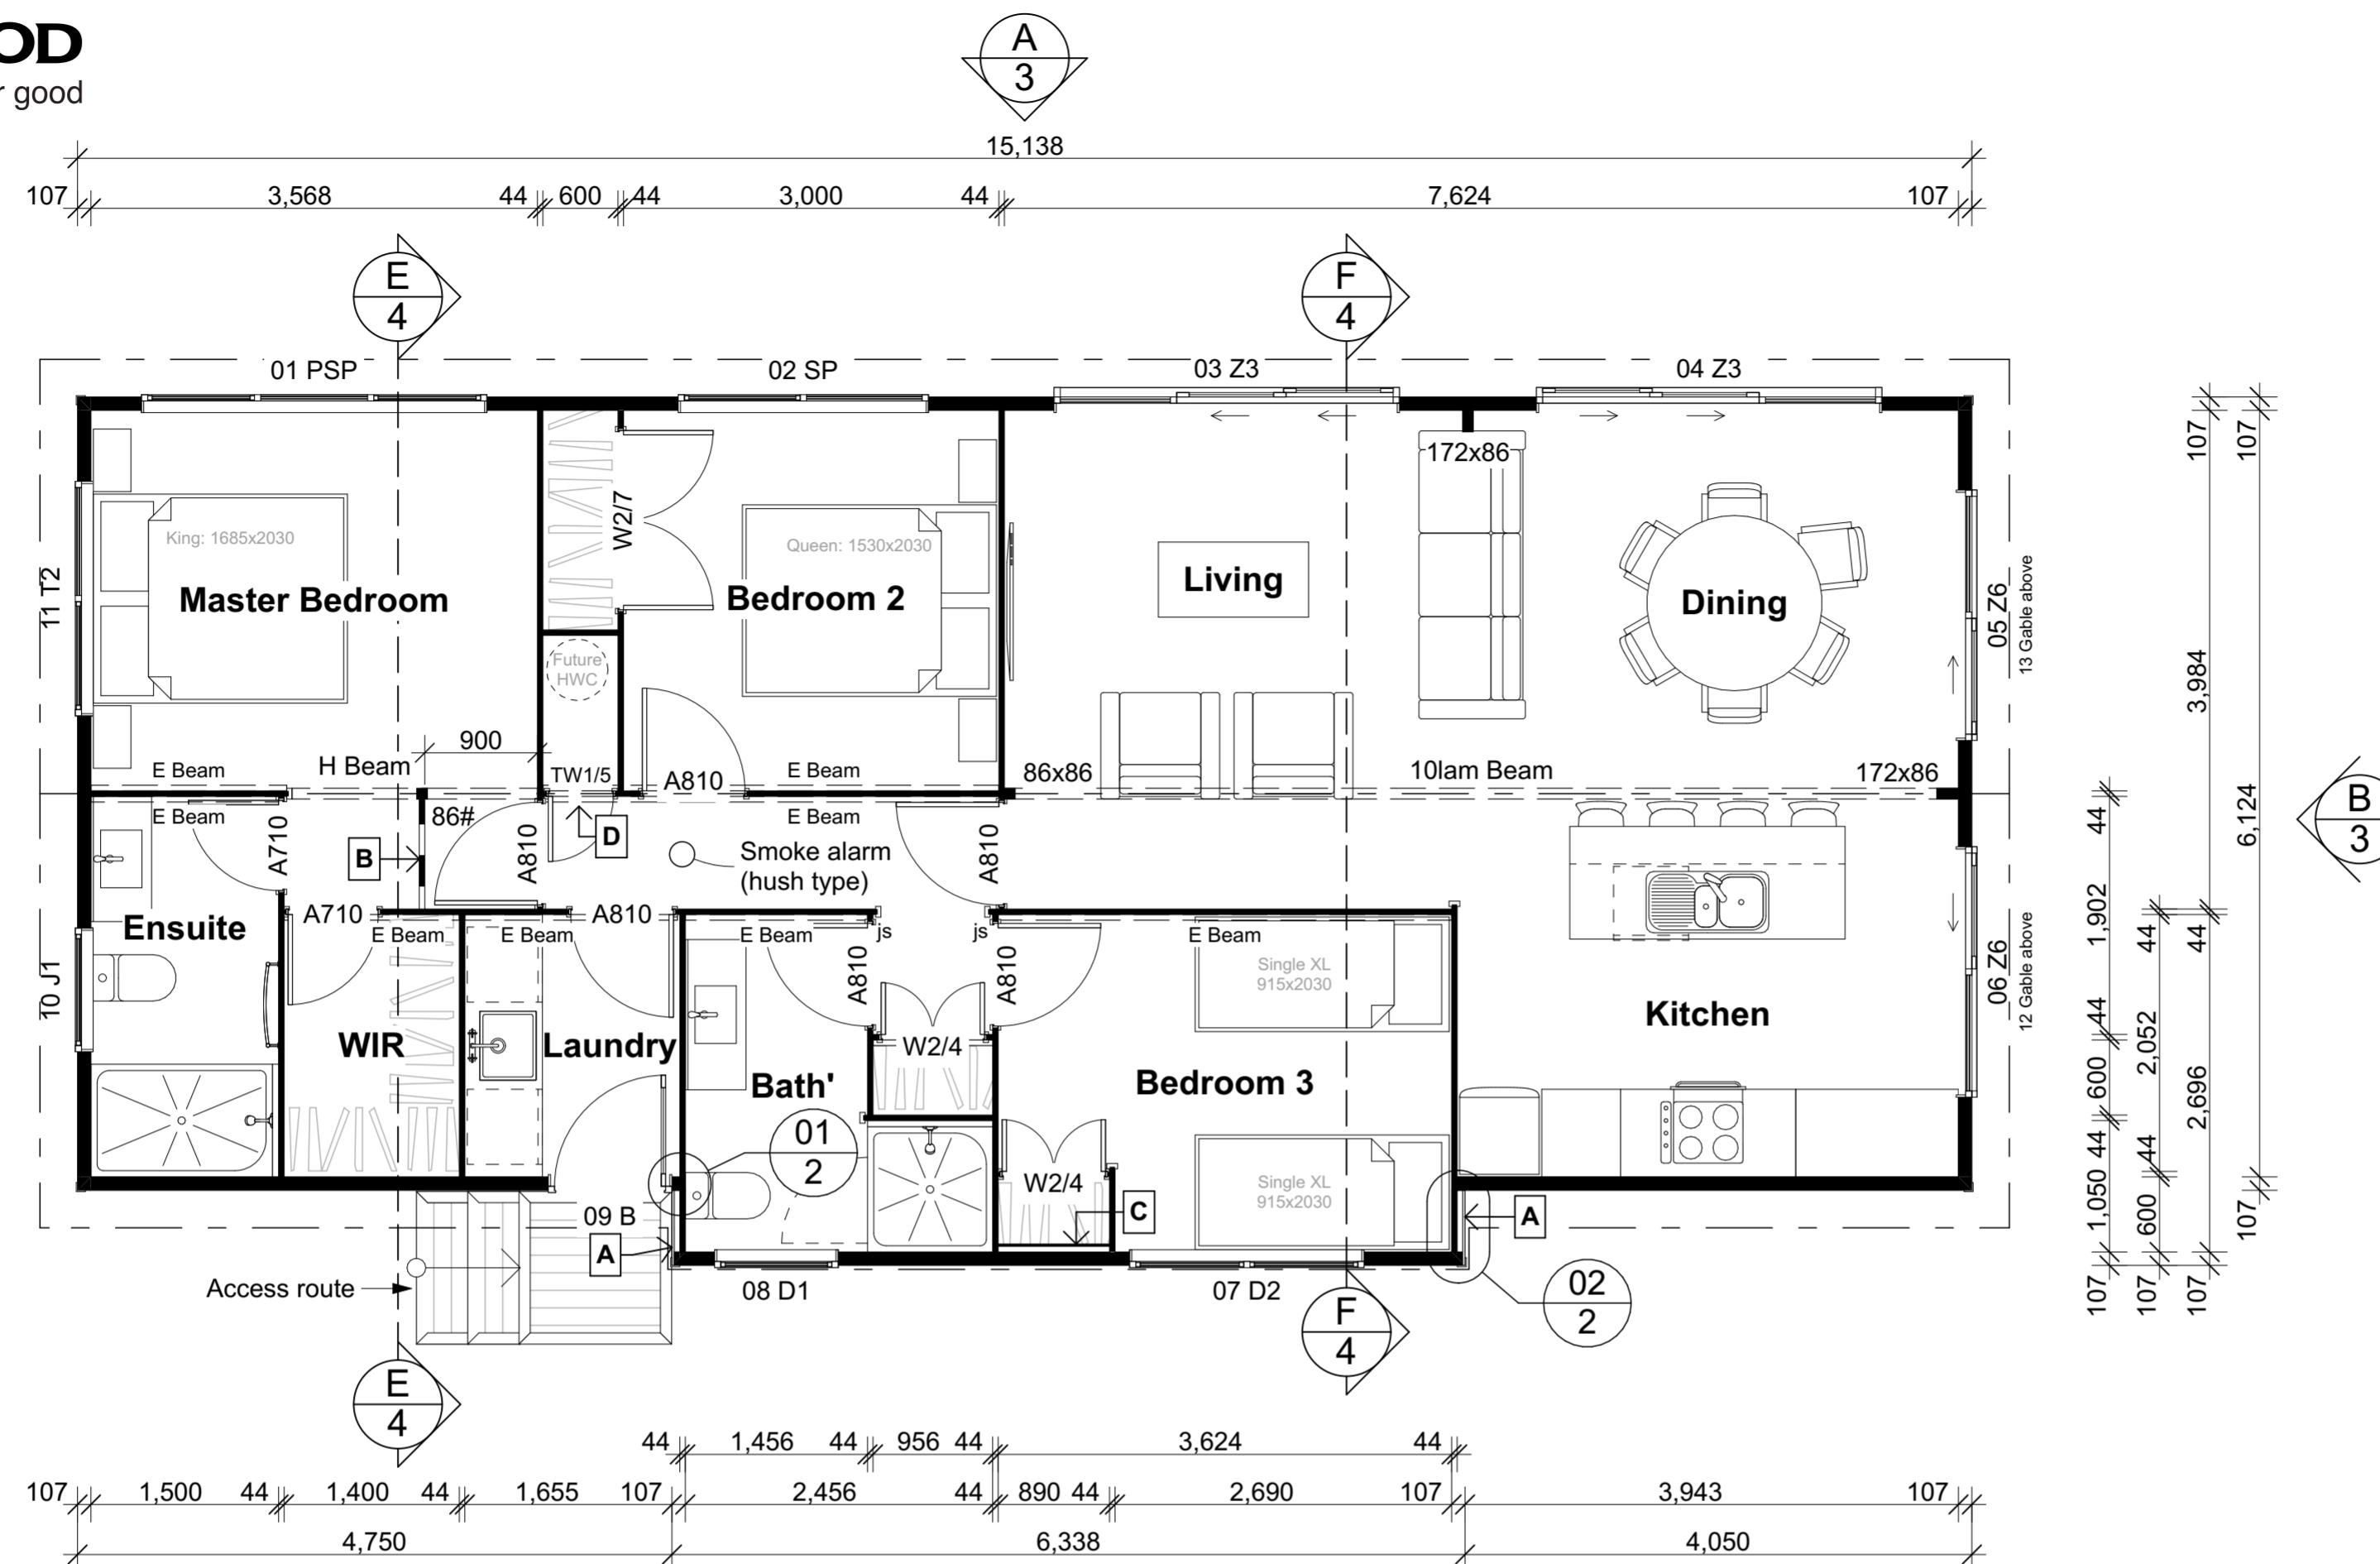 OD
r good
A
3
15,138
107 3,568 44 600 44 3,000 44 7,624 107
E
4
F
4
01 PSP 02 SP 03 Z3 04 Z3
172x86
King: 1685x2030
Queen: 1530x2030
W2/7
11 T2
Master Bedroom
Bedroom 2
Living
Dining
05 Z6
13 Gable above
Future
HWC
900
E Beam
H Beam
TW1/5
A810
E Beam
86x86
10lam Beam
172x86
E Beam
86#
E Beam
A710
B
A810
D
Smoke alarm
(hush type)
A810
A710
A810
Ensuite
E Beam
E Beam
E Beam
js
js
E Beam
A810
A810
Single XL
915x2030
10 J1
WIR
Laundry
W2/4
Bath'
Bedroom 3
Kitchen
06 Z6
12 Gable above
01
2
W2/4
C
Single XL
915x2030
09 B
A
A
Access route
08 D1
07 D2
02
2
F
4
E
4
B
3
107
107
3,984
6,124
44
1,902
44
44
44
2,052
600
2,696
44
44
1,050
600
107
107
107
107
44 1,456 44 956 44 3,624 44
107 1,500 44 1,400 44 1,655 107 2,456 44 890 44 2,690 107 3,943 107
4,750 6,338 4,050